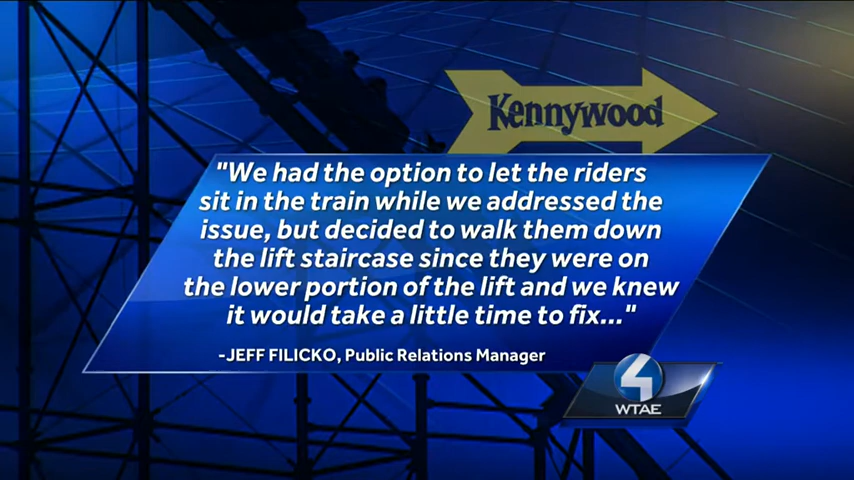 Kennywood
"We had the option to let the riders
sit in the train while we addressed the
issue, but decided to walk them down
the lift staircase since they were on
the lower portion of the lift and we knew
it would take a little time to fix..."
-JEFF FILICKO, Public Relations Manager
4
WTAE